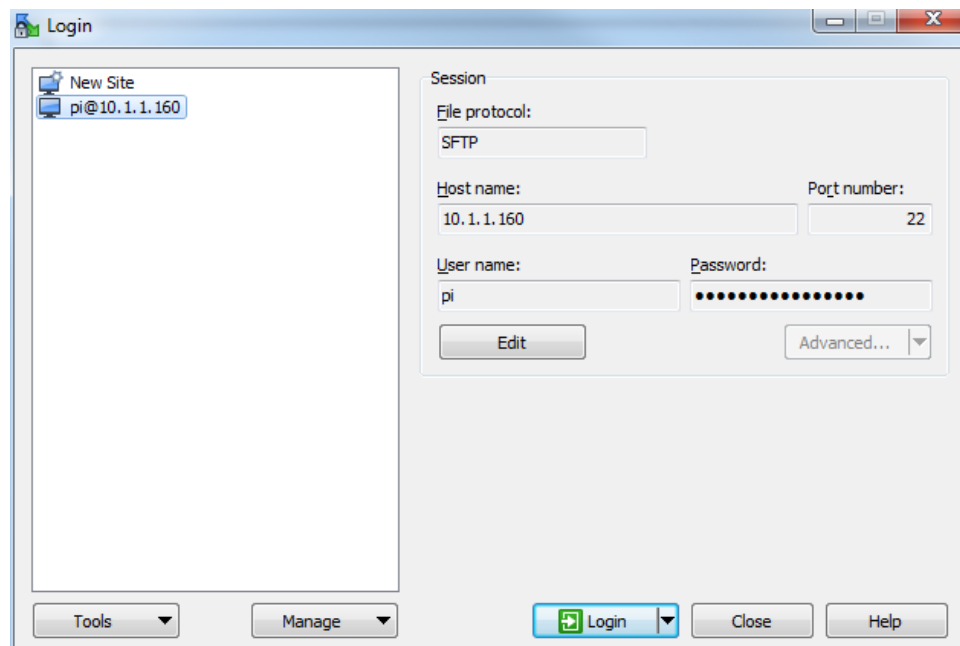 Login
New Site
pi@10.1.1.160
Session
File protocol:
SFTP
Host name:
Port number:
10.1.1.160
22
User name:
Password:
pi
••••••••••••••••
Edit
Advanced...
Tools
Manage
Login
Close
Help